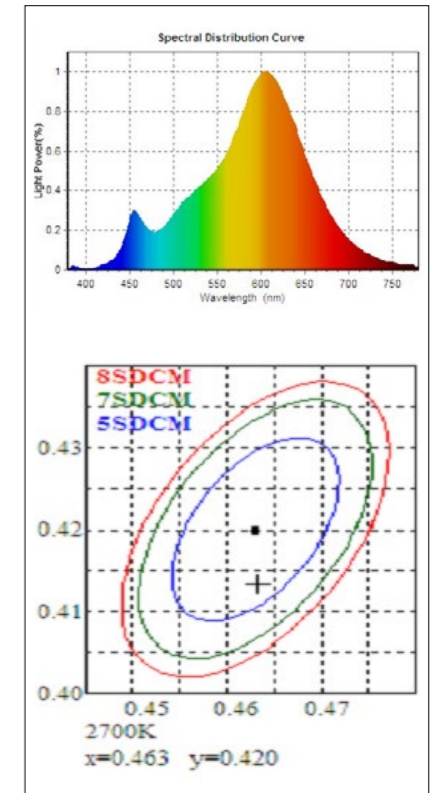 Spectral Distribution Curve
Light Power(%)
1
0.8
0.6
0.4
0.2
0
400 450 500 550 600 650 700 750
Wavelength (nm)
8SDCM
7SDCM
5SDCM
0.43
0.42
0.41
0.40
0.45 0.46 0.47
2700K
x=0.463 y=0.420